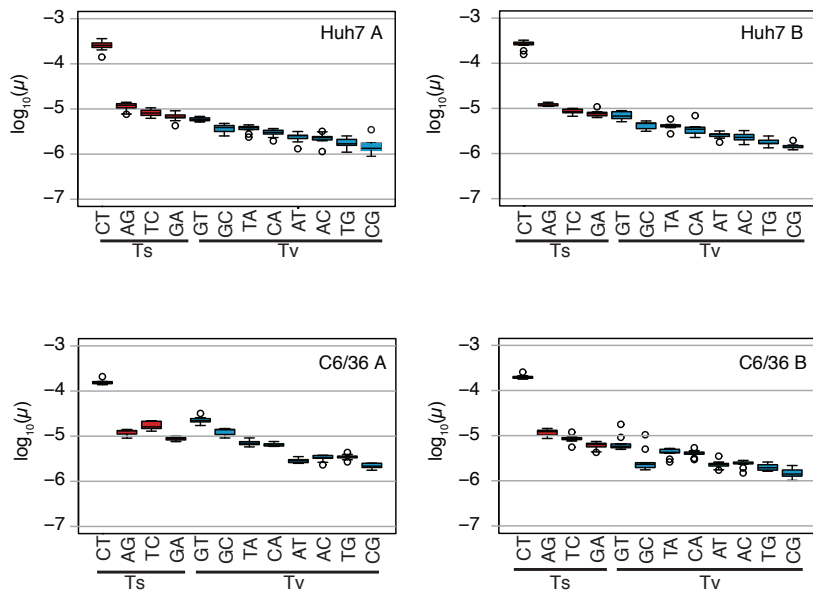 Huh7 A
log10(μ)
−3
−4
−5
−6
−7
CT AG TC GA GT GC TA CA AT AC TG CG
Ts Tv
Huh7 B
log10(μ)
−3
−4
−5
−6
−7
CT AG TC GA GT GC TA CA AT AC TG CG
Ts Tv
C6/36 A
log10(μ)
−3
−4
−5
−6
−7
CT AG TC GA GT GC TA CA AT AC TG CG
Ts Tv
C6/36 B
log10(μ)
−3
−4
−5
−6
−7
CT AG TC GA GT GC TA CA AT AC TG CG
Ts Tv